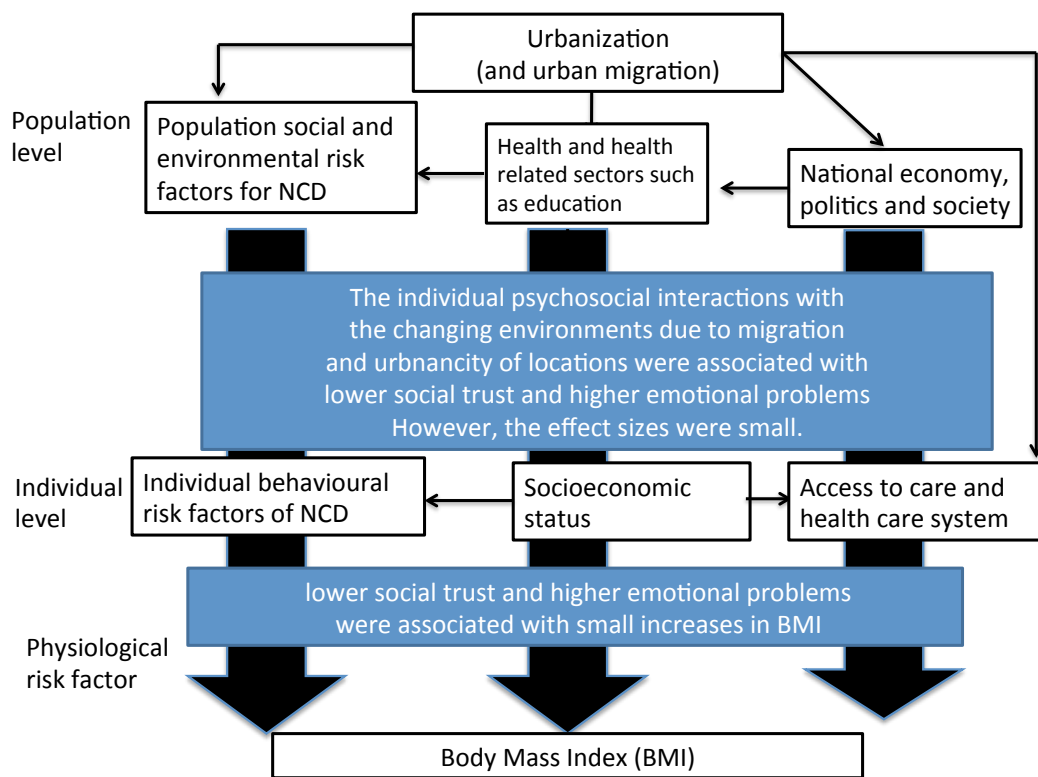 Urbanization
(and urban migration)
Population
level
Population social and
environmental risk
factors for NCD
Health and health
related sectors such
as education
National economy,
politics and society
The individual psychosocial interactions with
the changing environments due to migration
and urbnancity of locations were associated with
lower social trust and higher emotional problems
However, the effect sizes were small.
Individual
level
Individual behavioural
risk factors of NCD
Socioeconomic
status
Access to care and
health care system
lower social trust and higher emotional problems
were associated with small increases in BMI
Physiological
risk factor
Body Mass Index (BMI)